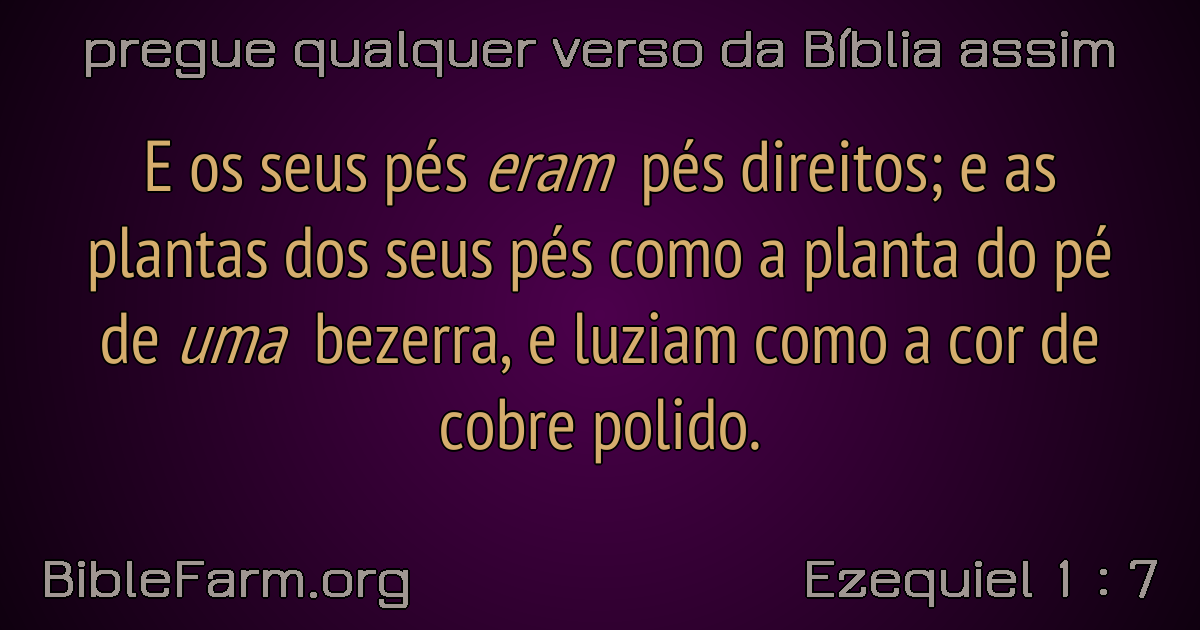 pregue qualquer verso da Bíblia assim
E os seus pés eram pés direitos; e as
plantas dos seus pés como a planta do pé
de uma bezerra, e luziam como a cor de
cobre polido.
BibleFarm.org
Ezequiel 1 : 7